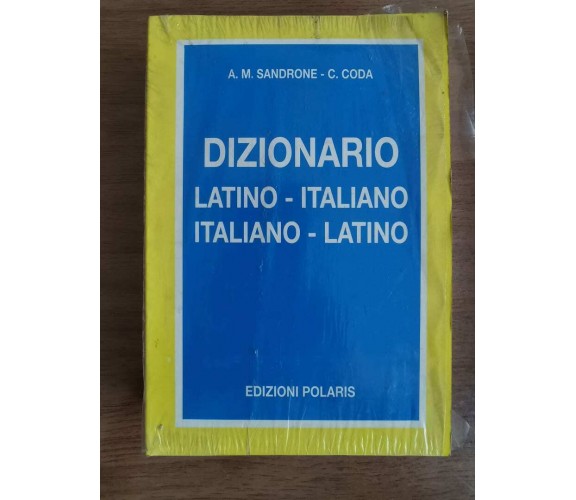 A. M. SANDRONE - C. CODA
DIZIONARIO
LATINO - ITALIANO
ITALIANO - LATINO
EDIZIONI POLARIS